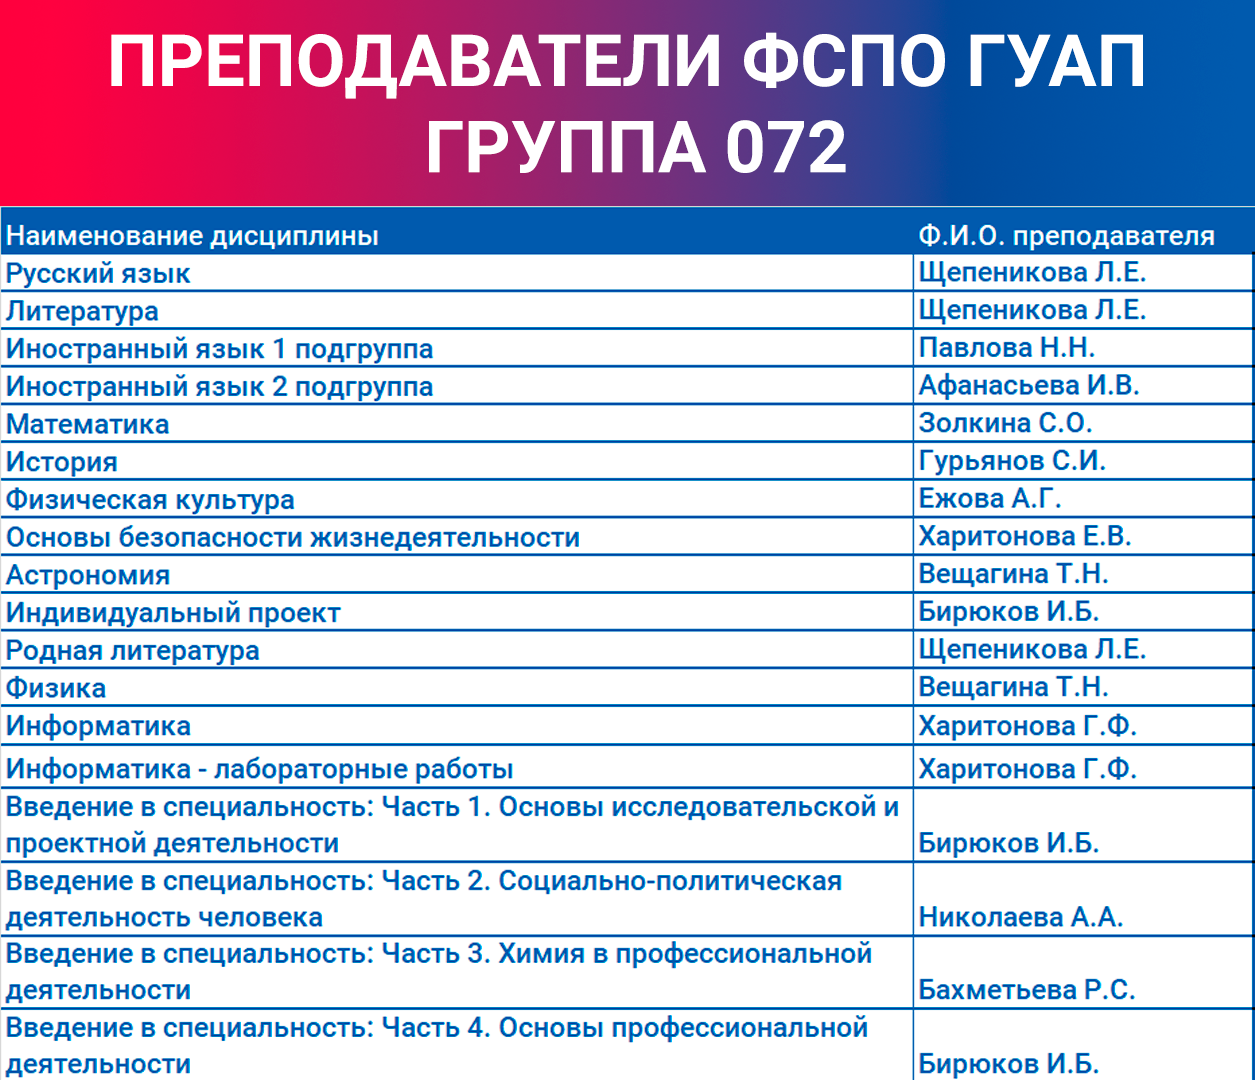 ПРЕПОДАВАТЕЛИ ФСПО ГУАП
ГРУППА 072
Наименование дисциплины Ф.И.О. преподавателя
Русский язык Щепеникова Л.Е.
Литература Щепеникова Л.Е.
Иностранный язык 1 подгруппа Павлова Н.Н.
Иностранный язык 2 подгруппа Афанасьева И.В.
Математика Золкина С.О.
История Гурьянов С.И.
Физическая культура Ежова А.Г.
Основы безопасности жизнедеятельности Харитонова Е.В.
Астрономия Вещагина Т.Н.
Индивидуальный проект Бирюков И.Б.
Родная литература Щепеникова Л.Е.
Физика Вещагина Т.Н.
Информатика Харитонова Г.Ф.
Информатика - лабораторные работы Харитонова Г.Ф.
Введение в специальность: Часть 1. Основы исследовательской и
проектной деятельности Бирюков И.Б.
Введение в специальность: Часть 2. Социально-политическая
деятельность человека Николаева А.А.
Введение в специальность: Часть 3. Химия в профессиональной
деятельности Бахметьева Р.С.
Введение в специальность: Часть 4. Основы профессиональной
деятельности Бирюков И.Б.